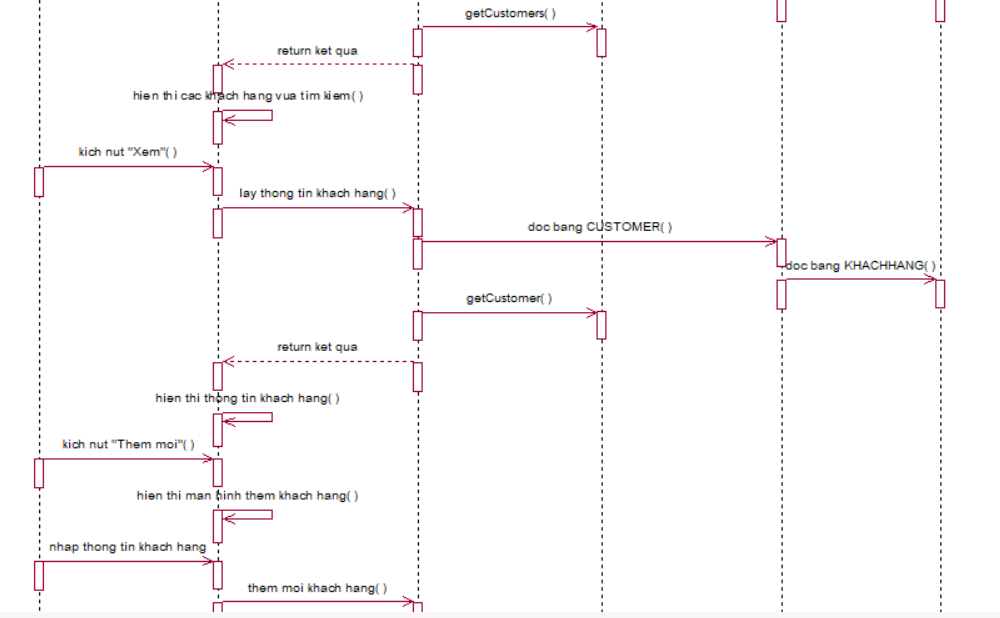 getCustomers( )
return ket qua
hien thi cac khach hang vua tim kiem( )
kich nut "Xem"( )
lay thong tin khach hang( )
doc bang CUSTOMER( )
doc bang KHACHHANG( )
getCustomer( )
return ket qua
hien thi thong tin khach hang( )
kich nut "Them moi"( )
hien thi man hinh them khach hang( )
nhap thong tin khach hang
them moi khach hang( )